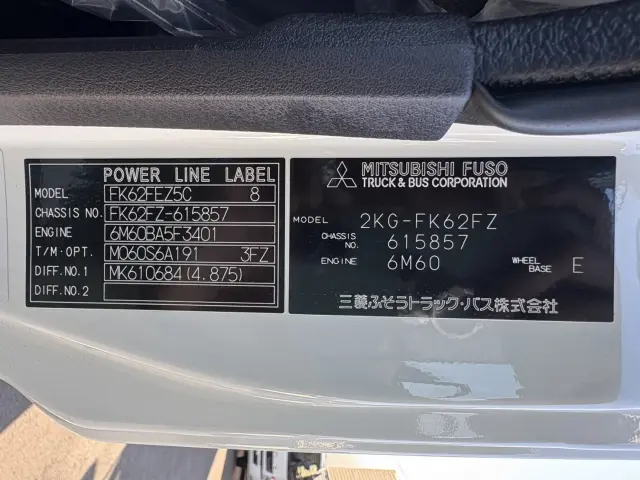 POWER LINE LABEL
MODEL FK62FEZ5C 8
CHASSIS NO. FK62FZ-615857
ENGINE 6M60BA5F3401
T/M·OPT. M060S6A191 3FZ
DIFF.NO.1 MK610684(4.875)
DIFF.NO.2
MITSUBISHI FUSO
TRUCK & BUS CORPORATION
MODEL 2KG-FK62FZ
CHASSIS NO. 615857
ENGINE 6M60 WHEEL BASE E
三菱ふそうトラック・バス株式会社